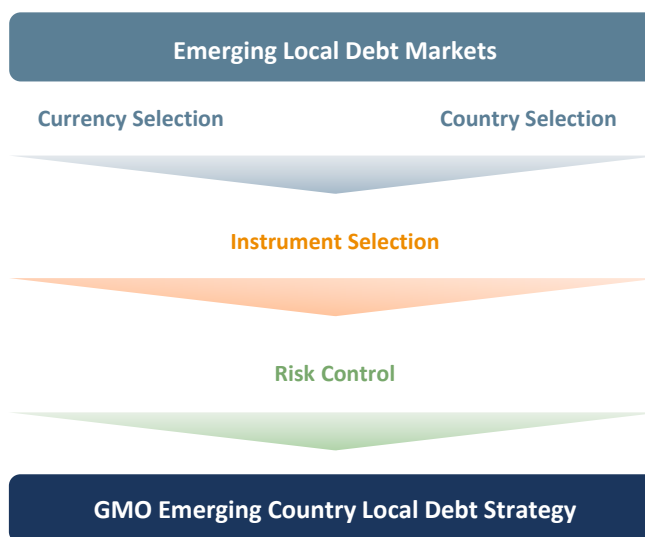 Emerging Local Debt Markets
Currency Selection
Country Selection
Instrument Selection
Risk Control
GMO Emerging Country Local Debt Strategy